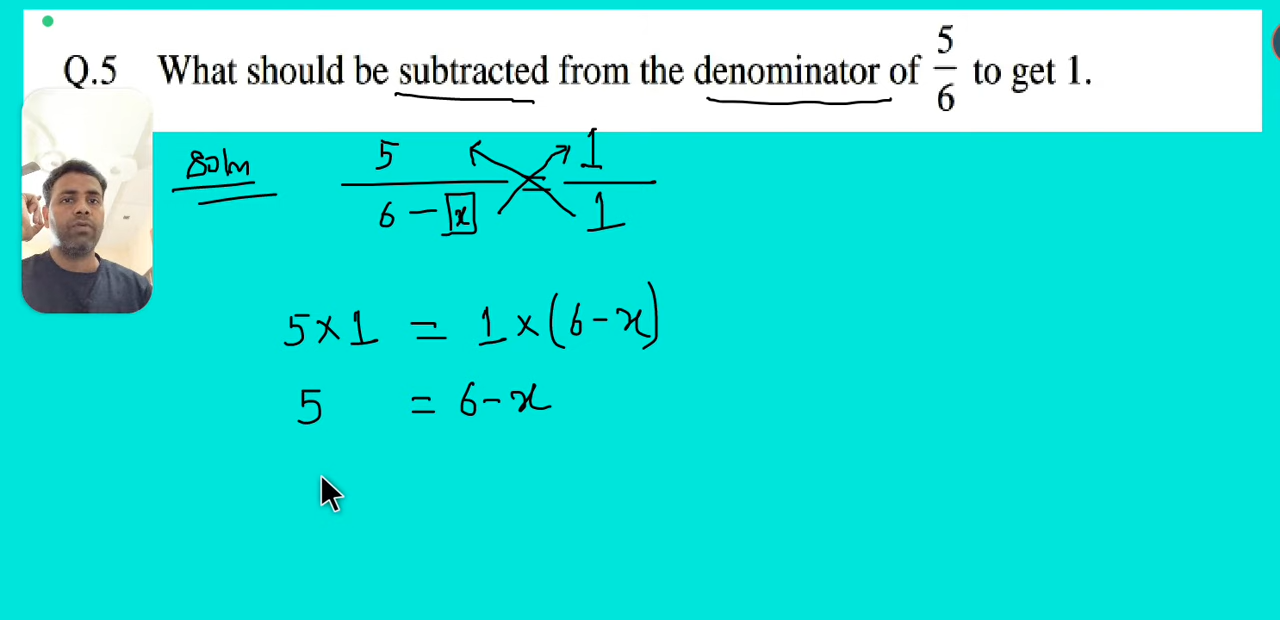 Q.5 What should be subtracted from the denominator of 5/6 to get 1.
Soln 5/(6 - x) = 1/1
5 × 1 = 1 × (6 - x)
5 = 6 - x